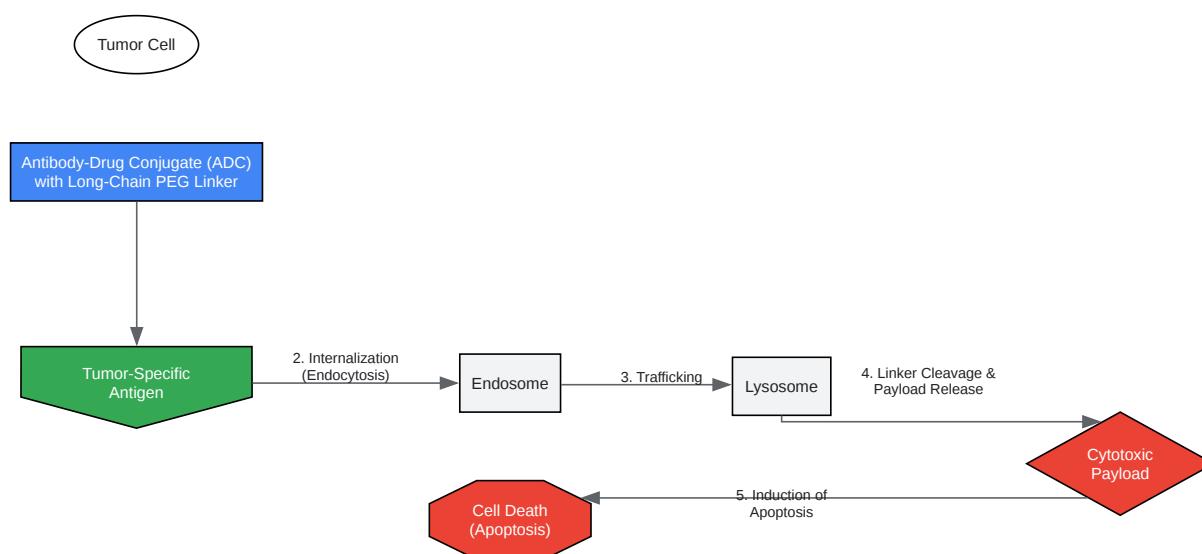 Tumor Cell
Antibody-Drug Conjugate (ADC)
with Long-Chain PEG Linker
Tumor-Specific
Antigen
2. Internalization
(Endocytosis)
Endosome
3. Trafficking
Lysosome
4. Linker Cleavage &
Payload Release
Cytotoxic
Payload
5. Induction of
Apoptosis
Cell Death
(Apoptosis)